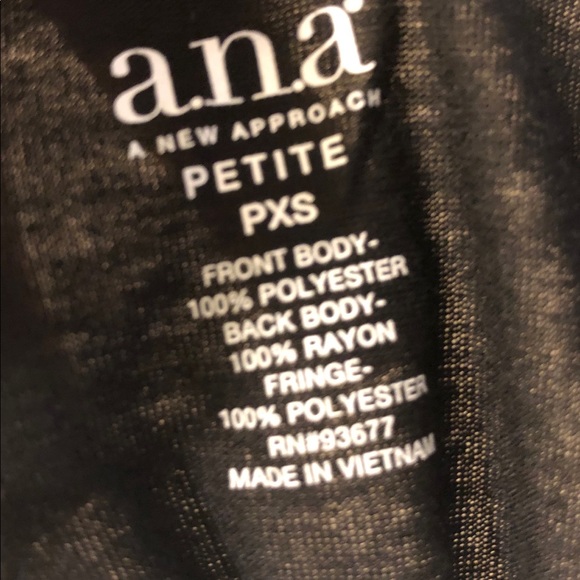 a.n.a
A NEW APPROACH
PETITE
PXS
FRONT BODY-
100% POLYESTER
BACK BODY-
100% RAYON
FRINGE-
100% POLYESTER
RN#93677
MADE IN VIETNAM